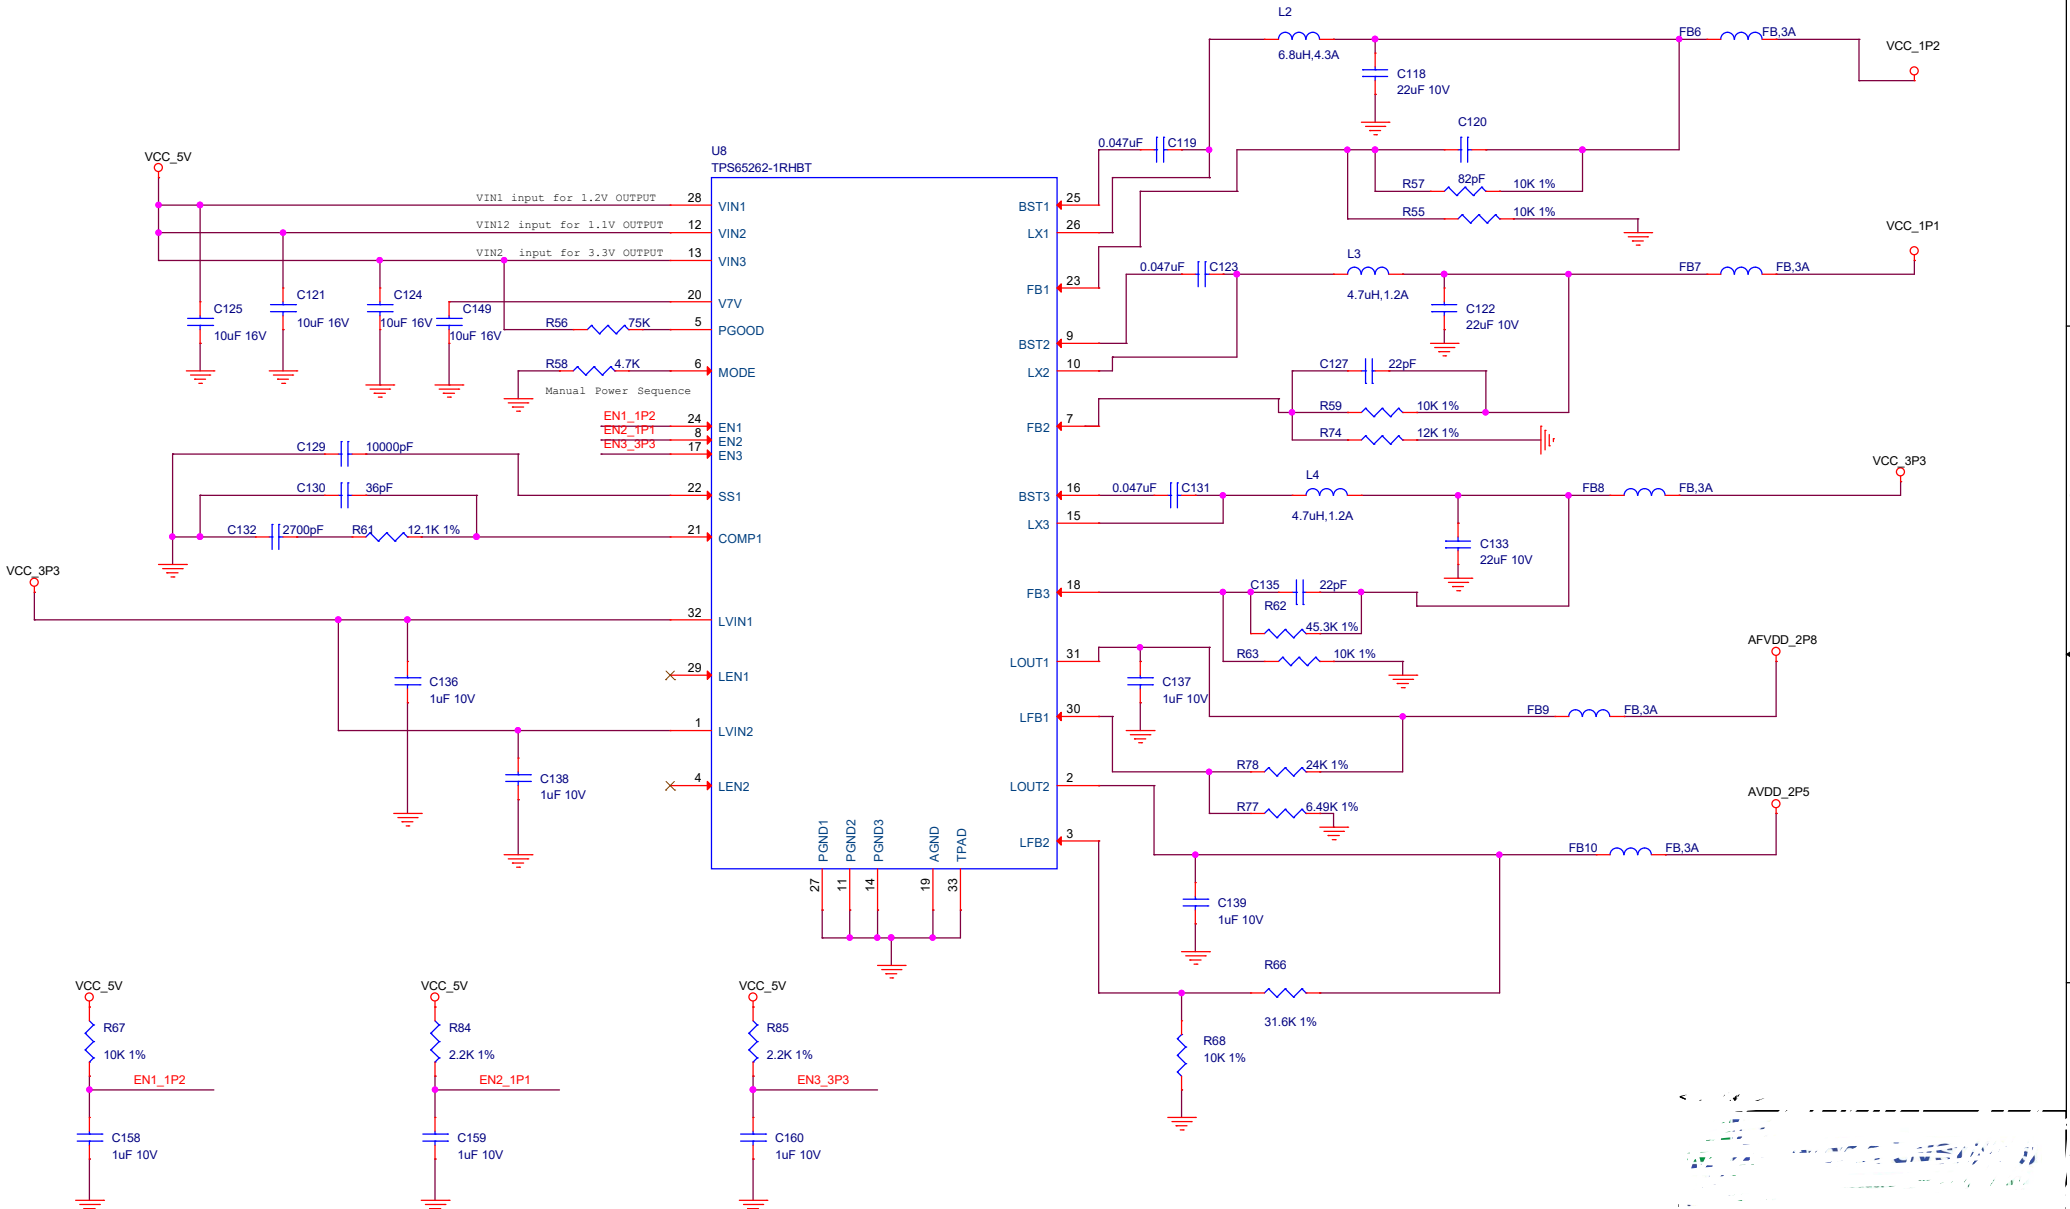 L2
6.8uH,4.3A
FB6
FB,3A
VCC_1P2
C118
22uF 10V
C120
82pF
0.047uF
C119
R57
10K 1%
R55
10K 1%
VCC_5V
U8
TPS65262-1RHBT
VIN1 input for 1.2V OUTPUT
28
VIN1
VIN12 input for 1.1V OUTPUT
12
VIN2
VIN2 input for 3.3V OUTPUT
13
VIN3
20
V7V
5
PGOOD
6
MODE
C125
10uF 16V
C121
10uF 16V
C124
10uF 16V
C149
10uF 16V
R56
75K
R58
4.7K
Manual Power Sequence
EN1_1P2
24
EN1
EN2_1P1
8
EN2
EN3_3P3
17
EN3
C129
10000pF
22
SS1
C130
36pF
C132
2700pF
R61
12.1K 1%
21
COMP1
VCC_3P3
32
LVIN1
29
LEN1
C136
1uF 10V
1
LVIN2
C138
1uF 10V
4
LEN2
BST1
25
LX1
26
FB1
23
BST2
9
LX2
10
FB2
7
BST3
16
LX3
15
FB3
18
LOUT1
31
LFB1
30
LOUT2
2
LFB2
3
PGND1
27
PGND2
11
PGND3
14
AGND
19
TPAD
33
0.047uF
C123
L3
4.7uH,1.2A
FB7
FB,3A
VCC_1P1
C122
22uF 10V
C127
22pF
R59
10K 1%
R74
12K 1%
0.047uF
C131
L4
4.7uH,1.2A
FB8
FB,3A
VCC_3P3
C133
22uF 10V
C135
22pF
R62
45.3K 1%
R63
10K 1%
C137
1uF 10V
FB9
FB,3A
AFVDD_2P8
R78
24K 1%
R77
6.49K 1%
FB10
FB,3A
AVDD_2P5
C139
1uF 10V
R66
31.6K 1%
R68
10K 1%
VCC_5V
R67
10K 1%
EN1_1P2
C158
1uF 10V
VCC_5V
R84
2.2K 1%
EN2_1P1
C159
1uF 10V
VCC_5V
R85
2.2K 1%
EN3_3P3
C160
1uF 10V